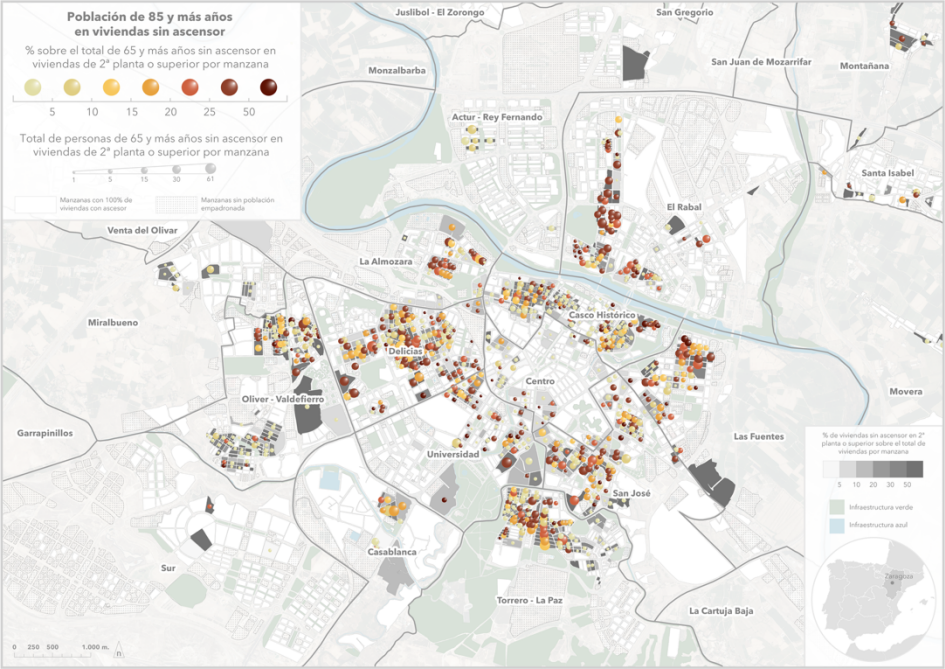 Población de 85 y más años
en viviendas sin ascensor
% sobre el total de 65 y más años sin ascensor en
viviendas de 2ª planta o superior por manzana
5 10 15 20 25 50
Total de personas de 65 y más años sin ascensor en
viviendas de 2ª planta o superior por manzana
1 5 15 30 61
Manzanas con 100% de
viviendas con ascesor
Manzanas sin población
empadronada
Juslibol - El Zorongo
San Gregorio
Monzalbarba
San Juan de Mozarrifar
Montañana
Actur - Rey Fernando
Santa Isabel
El Rabal
Venta del Olivar
La Almozara
Casco Histórico
Miralbueno
Delicias
Centro
Oliver - Valdefierro
Movera
Garrapinillos
Las Fuentes
Universidad
San José
Casablanca
Sur
Torrero - La Paz
La Cartuja Baja
% de viviendas sin ascensor en 2ª
planta o superior sobre el total de
viviendas por manzana
5 10 20 30 50
Infraestructura verde
Infraestructura azul
Zaragoza
0 250 500 1.000 m.
n